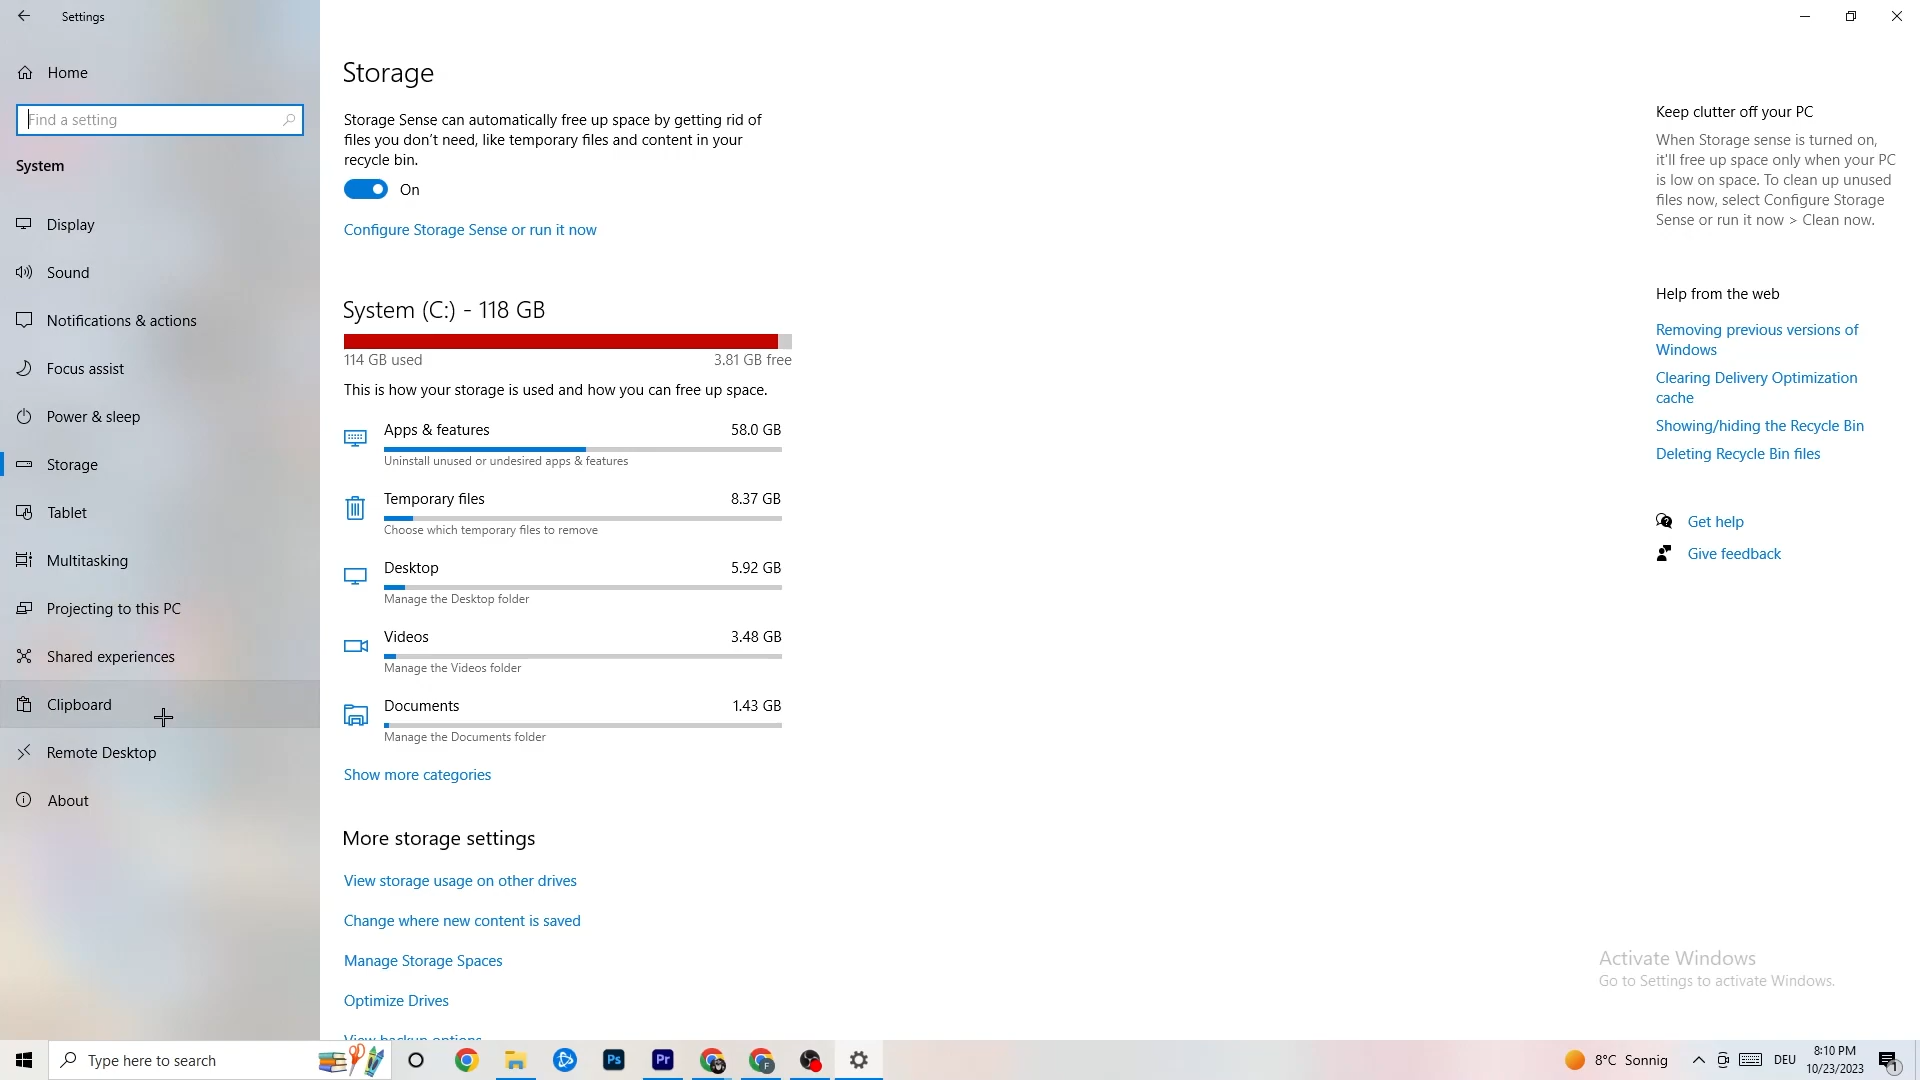 Settings
Home
Find a setting
System
Display
Sound
Notifications & actions
Focus assist
Power & sleep
Storage
Tablet
Multitasking
Projecting to this PC
Shared experiences
Clipboard
Remote Desktop
About
Storage
Storage Sense can automatically free up space by getting rid of
files you don’t need, like temporary files and content in your
recycle bin.
On
Configure Storage Sense or run it now
System (C:) - 118 GB
114 GB used
3.81 GB free
This is how your storage is used and how you can free up space.
Apps & features 58.0 GB
Uninstall unused or undesired apps & features
Temporary files 8.37 GB
Choose which temporary files to remove
Desktop 5.92 GB
Manage the Desktop folder
Videos 3.48 GB
Manage the Videos folder
Documents 1.43 GB
Manage the Documents folder
Show more categories
More storage settings
View storage usage on other drives
Change where new content is saved
Manage Storage Spaces
Optimize Drives
View backup options
Keep clutter off your PC
When Storage sense is turned on,
it'll free up space only when your PC
is low on space. To clean up unused
files now, select Configure Storage
Sense or run it now > Clean now.
Help from the web
Removing previous versions of
Windows
Clearing Delivery Optimization
cache
Showing/hiding the Recycle Bin
Deleting Recycle Bin files
Get help
Give feedback
Activate Windows
Go to Settings to activate Windows.
Type here to search
Ps
Pr
F
8°C Sonnig
DEU
8:10 PM
10/23/2023
1